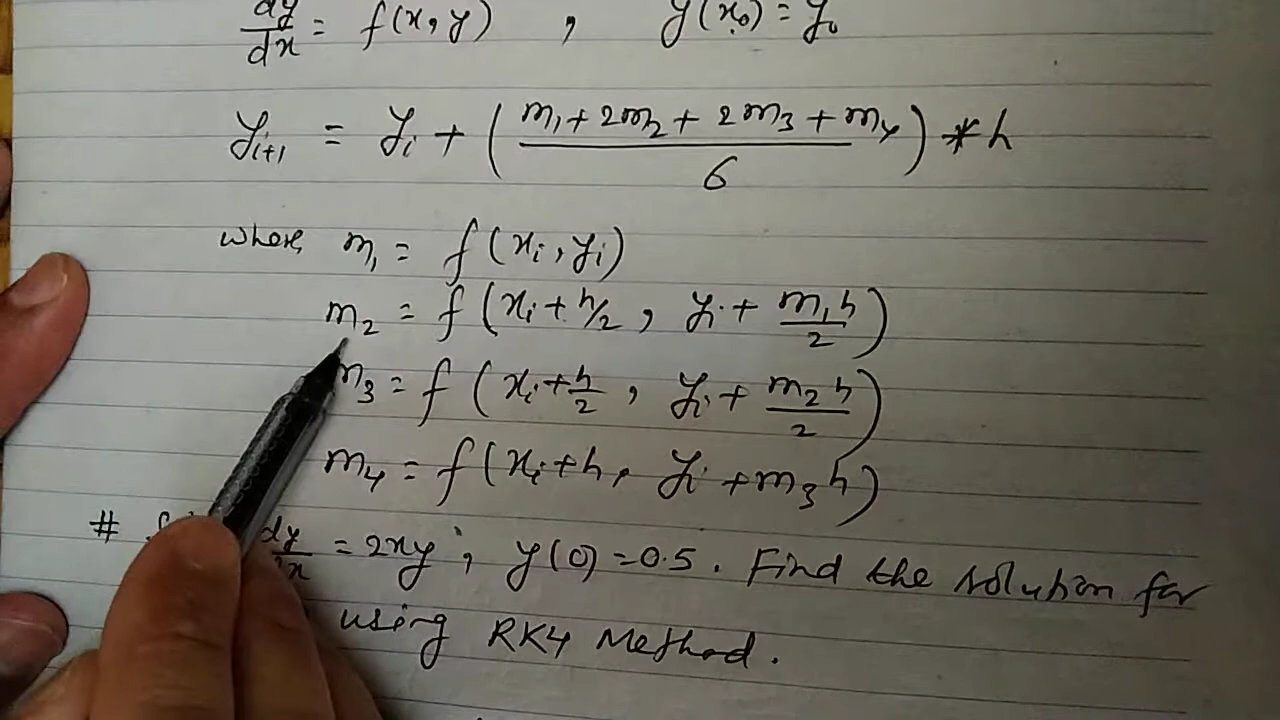 dy/dx = f(x, y) , y(x₀) = y₀
yᵢ₊₁ = yᵢ + ((m₁ + 2m₂ + 2m₃ + m₄)/6) * h
where, m₁ = f(xᵢ, yᵢ)
m₂ = f(xᵢ + h/2, yᵢ + m₁h/2)
m₃ = f(xᵢ + h/2, yᵢ + m₂h/2)
m₄ = f(xᵢ + h, yᵢ + m₃h)
# dy/dx = 2xy, y(0) = 0.5. Find the solution for
using RK4 Method.